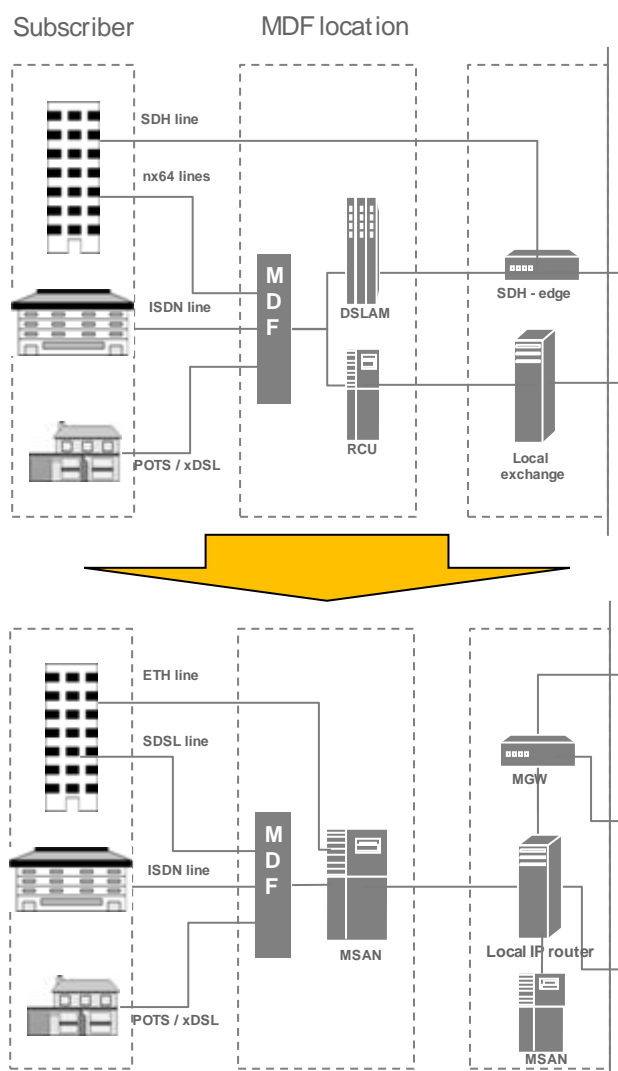 Subscriber
MDF location
SDH line
nx64 lines
M
D
F
DSLAM
SDH - edge
ISDN line
RCU
Local
exchange
POTS / xDSL
ETH line
SDSL line
MGW
M
D
F
ISDN line
MSAN
Local IP router
POTS / xDSL
MSAN